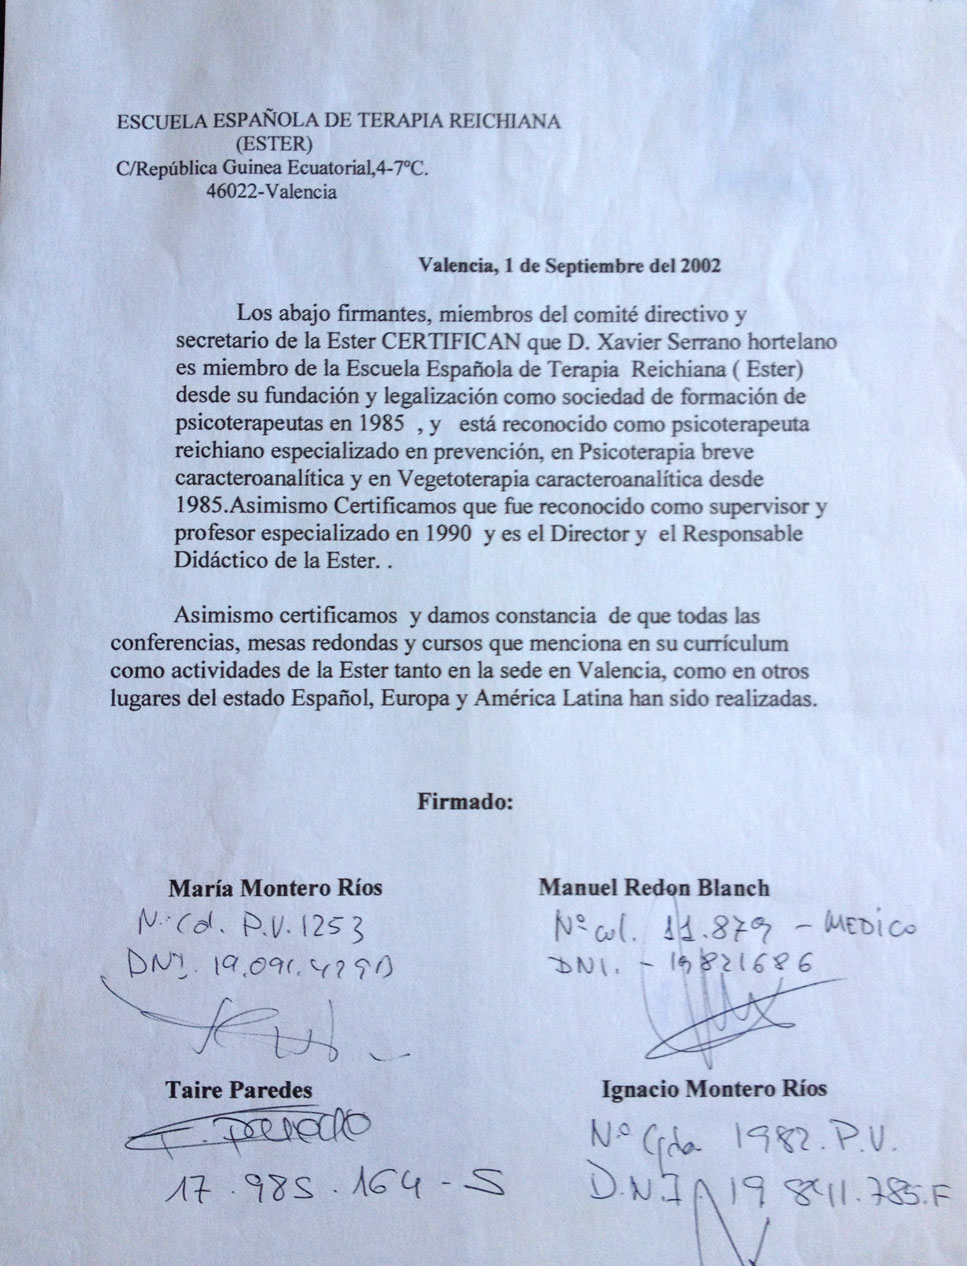 ESCUELA ESPAÑOLA DE TERAPIA REICHIANA
(ESTER)
C/República Guinea Ecuatorial,4-7ºC.
46022-Valencia
Valencia, 1 de Septiembre del 2002
Los abajo firmantes, miembros del comité directivo y
secretario de la Ester CERTIFICAN que D. Xavier Serrano hortelano
es miembro de la Escuela Española de Terapia Reichiana ( Ester)
desde su fundación y legalización como sociedad de formación de
psicoterapeutas en 1985 , y está reconocido como psicoterapeuta
reichiano especializado en prevención, en Psicoterapia breve
caracteroanalítica y en Vegetoterapia caracteroanalítica desde
1985.Asimismo Certificamos que fue reconocido como supervisor y
profesor especializado en 1990 y es el Director y el Responsable
Didáctico de la Ester. .
Asimismo certificamos y damos constancia de que todas las
conferencias, mesas redondas y cursos que menciona en su currículum
como actividades de la Ester tanto en la sede en Valencia, como en otros
lugares del estado Español, Europa y América Latina han sido realizadas.
Firmado:
María Montero Ríos Manuel Redon Blanch
Nº Col. P.V. 1253 Nº col. 11.879 - MEDICO
DNI. DNI. - 19821686
Taire Paredes Ignacio Montero Ríos
Nº 1982. P.V.
17.985.164-S D.N.I 19 841.785.F